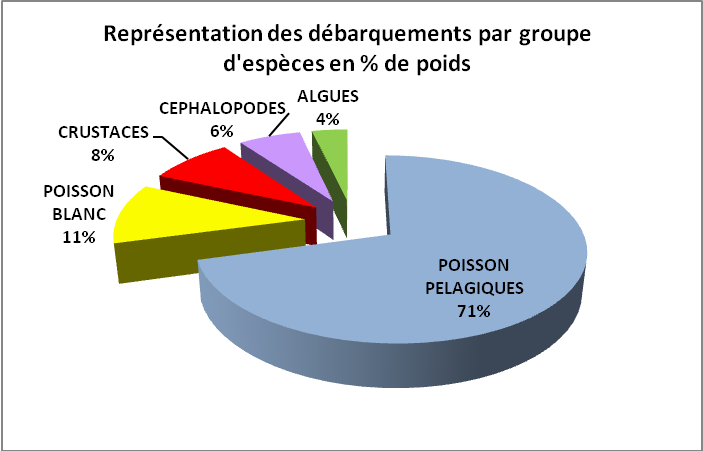 Représentation des débarquements par groupe
d'espèces en % de poids
ALGUES
4%
CEPHALOPODES
6%
CRUSTACES
8%
POISSON
BLANC
11%
POISSON
PELAGIQUES
71%